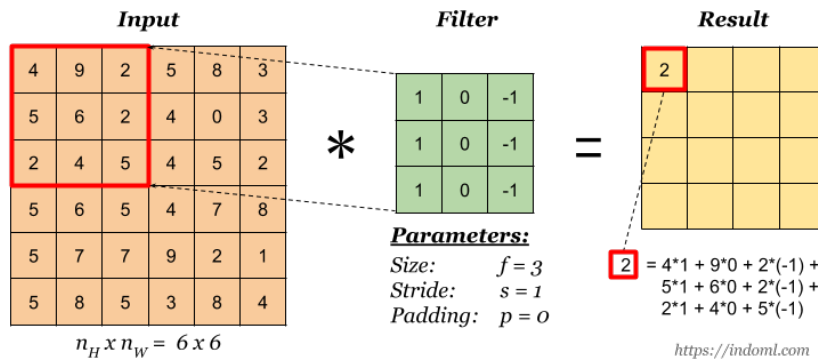 Input
Filter
Result
4 9 2 5 8 3
5 6 2 4 0 3
2 4 5 4 5 2
5 6 5 4 7 8
5 7 7 9 2 1
5 8 5 3 8 4
n_H x n_W = 6 x 6
*
1 0 -1
1 0 -1
1 0 -1
Parameters:
Size: f = 3
Stride: s = 1
Padding: p = 0
=
2
2 = 4*1 + 9*0 + 2*(-1) +
5*1 + 6*0 + 2*(-1) +
2*1 + 4*0 + 5*(-1)
https://indoml.com